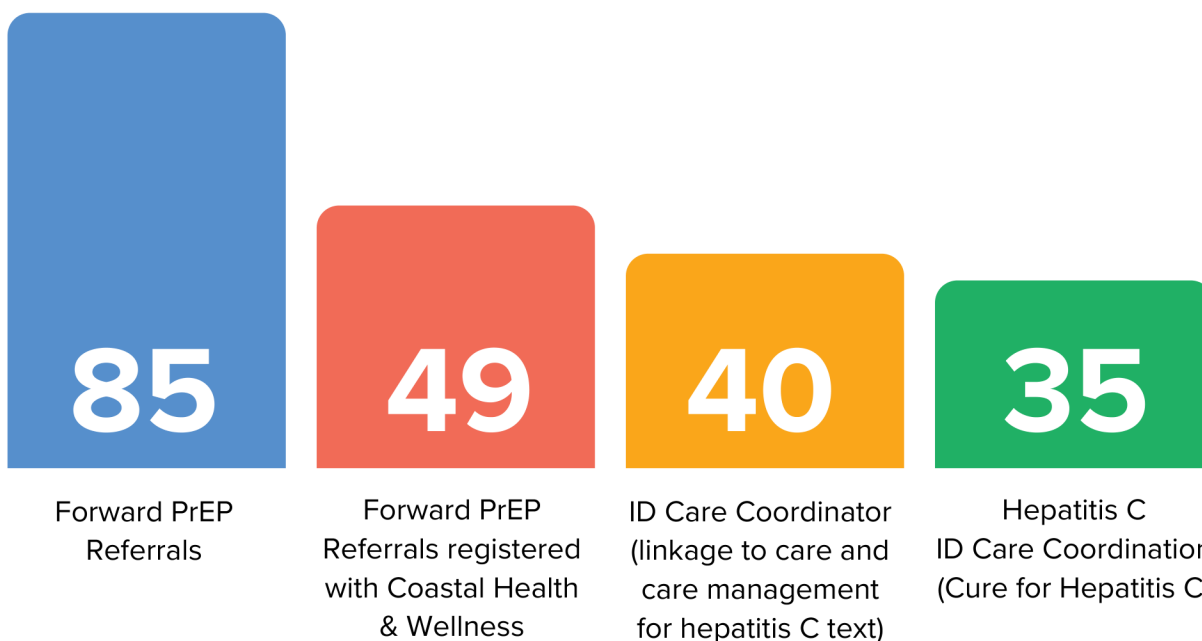 85
49
40
35
Forward PrEP
Referrals
Forward PrEP
Referrals registered
with Coastal Health
& Wellness
ID Care Coordinator
(linkage to care and
care management
for hepatitis C text)
Hepatitis C
ID Care Coordination
(Cure for Hepatitis C